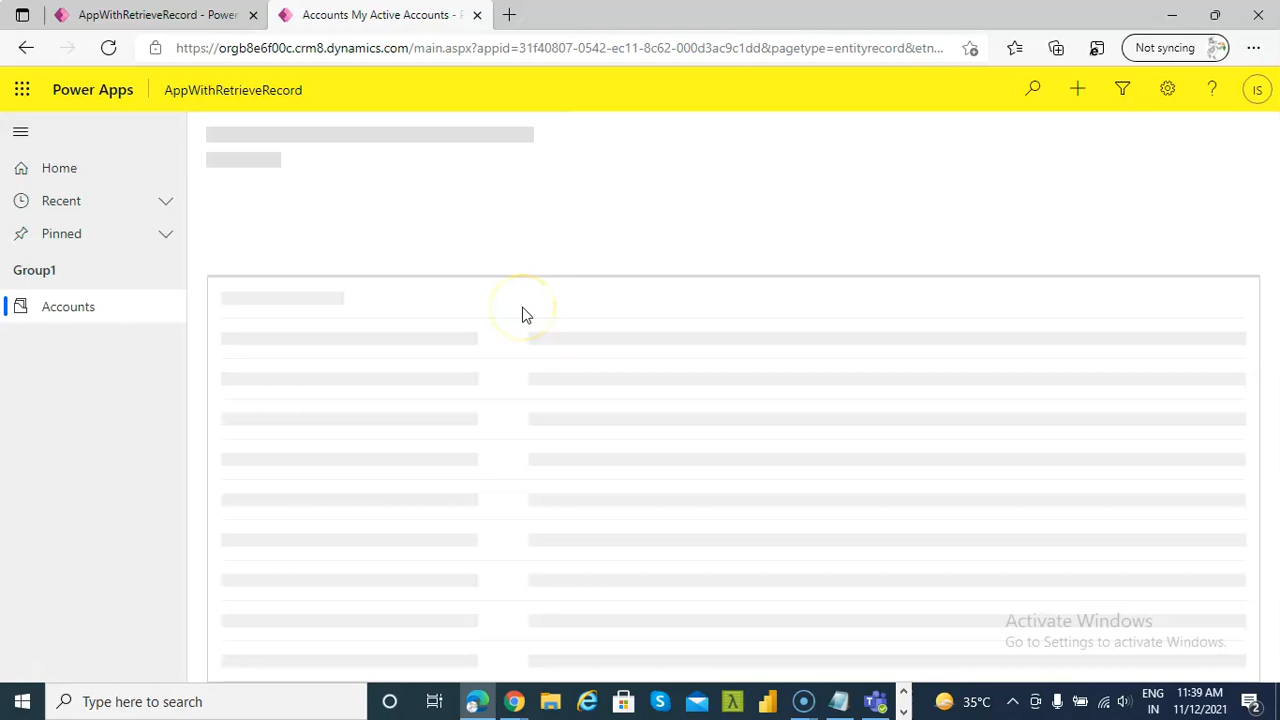 AppWithRetrieveRecord - Power
Accounts My Active Accounts - P
https://orgb8e6f00c.crm8.dynamics.com/main.aspx?appid=31f40807-0542-ec11-8c62-000d3ac9c1dd&pagetype=entityrecord&etn...
Not syncing
Power Apps
AppWithRetrieveRecord
IS
Home
Recent
Pinned
Group1
Accounts
Activate Windows
Go to Settings to activate Windows.
Type here to search
35°C
ENG
IN
11:39 AM
11/12/2021
2